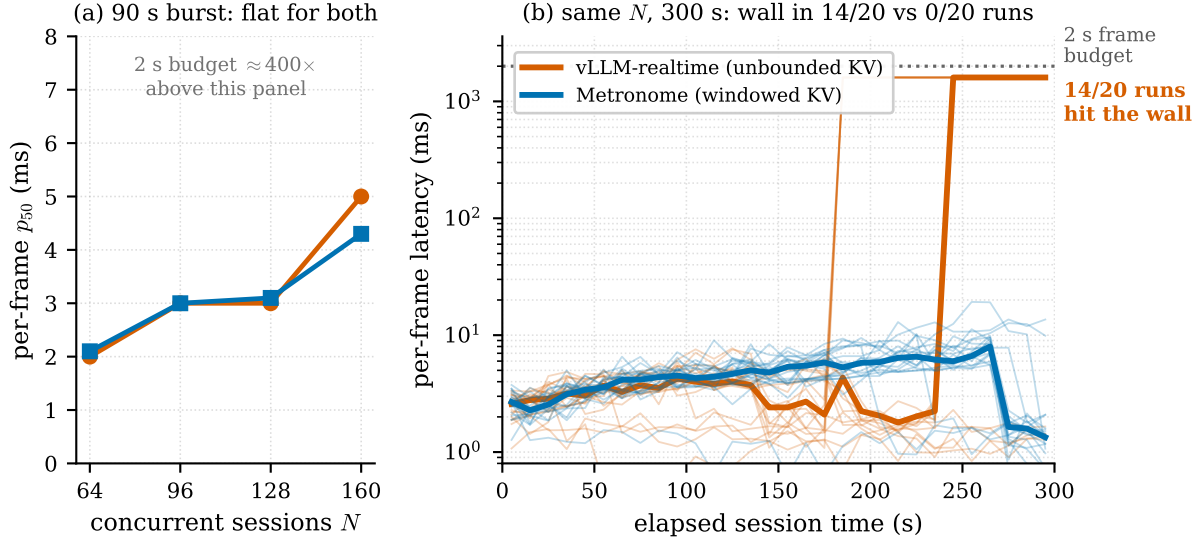 (a) 90 s burst: flat for both
2 s budget ≈400×
above this panel
per-frame p50 (ms)
8
7
6
5
4
3
2
1
0
64
96
128
160
concurrent sessions N
(b) same N, 300 s: wall in 14/20 vs 0/20 runs
vLLM-realtime (unbounded KV)
Metronome (windowed KV)
2 s frame
budget
14/20 runs
hit the wall
per-frame latency (ms)
10³
10²
10¹
10⁰
0
50
100
150
200
250
300
elapsed session time (s)